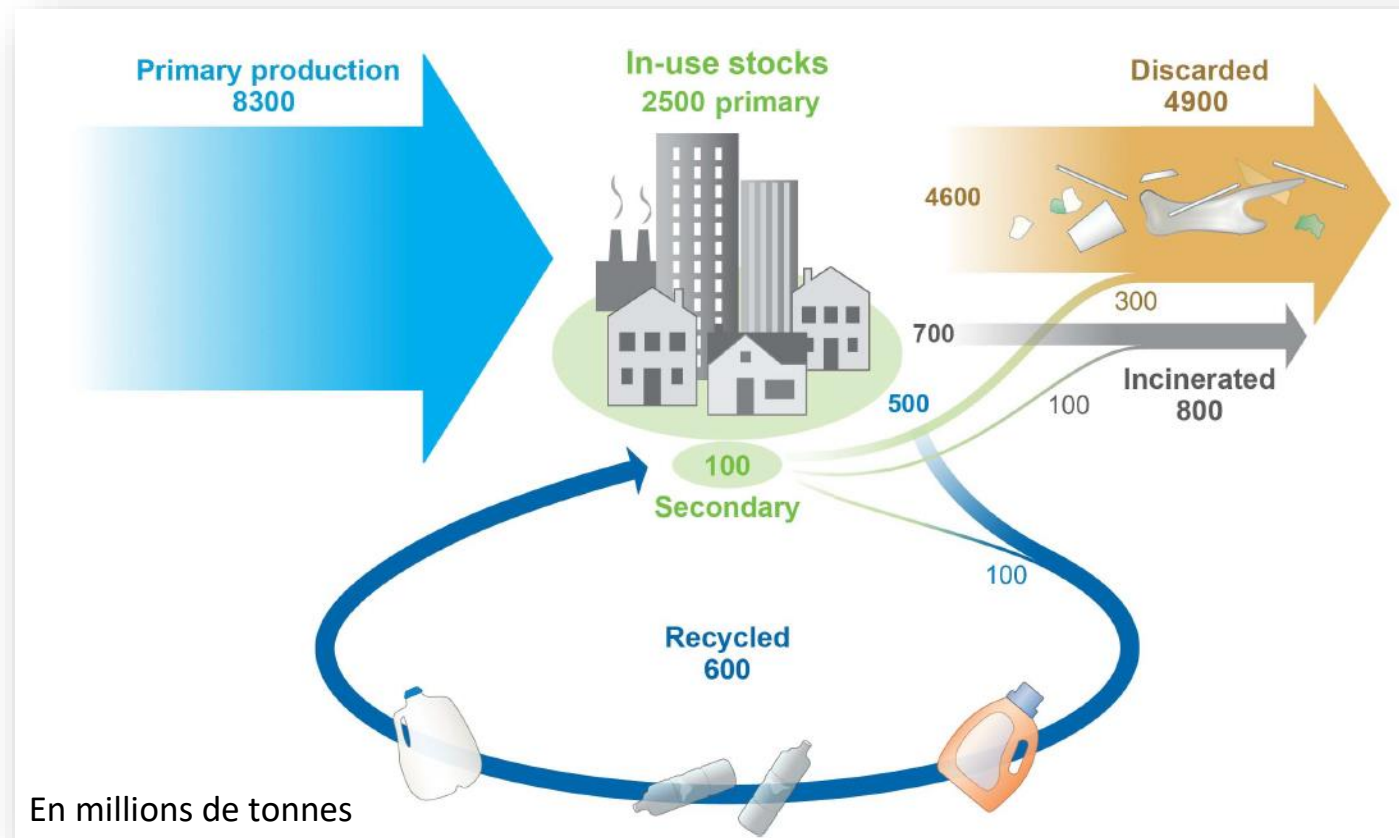 Primary production
8300
In-use stocks
2500 primary
Discarded
4900
4600
300
700
Incinerated
800
500
100
100
Secondary
100
Recycled
600
En millions de tonnes